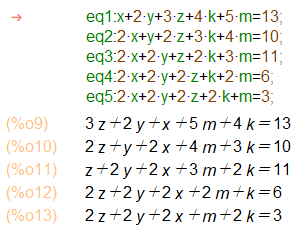 → eq1:x+2·y+3·z+4·k+5·m=13;
eq2:2·x+y+2·z+3·k+4·m=10;
eq3:2·x+2·y+z+2·k+3·m=11;
eq4:2·x+2·y+2·z+k+2·m=6;
eq5:2·x+2·y+2·z+2·k+m=3;
(%o9) 3 z+2 y+x+5 m+4 k=13
(%o10) 2 z+y+2 x+4 m+3 k=10
(%o11) z+2 y+2 x+3 m+2 k=11
(%o12) 2 z+2 y+2 x+2 m+k=6
(%o13) 2 z+2 y+2 x+m+2 k=3